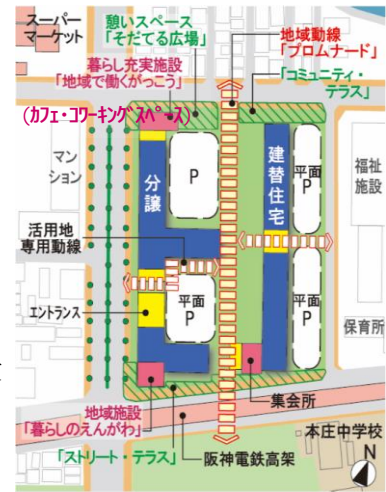 スーパー
マーケット
憩いスペース
「そだてる広場」
地域動線
「プロムナード」
暮らし充実施設
「地域で働くがっこう」
(カフェ・コワーキングスペース)
「コミュニティ・
テラス」
マン
ション
分譲
P
建替住宅
平面
P
福祉
施設
活用地
専用動線
エントランス
平面
P
平面
P
保育所
集会所
地域施設
「暮らしのえんがわ」
「ストリート・テラス」
阪神電鉄高架
本庄中学校
N